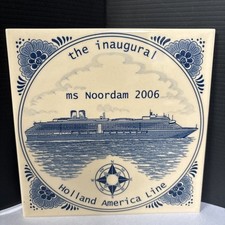 the inaugural
ms Noordam 2006
Holland America Line